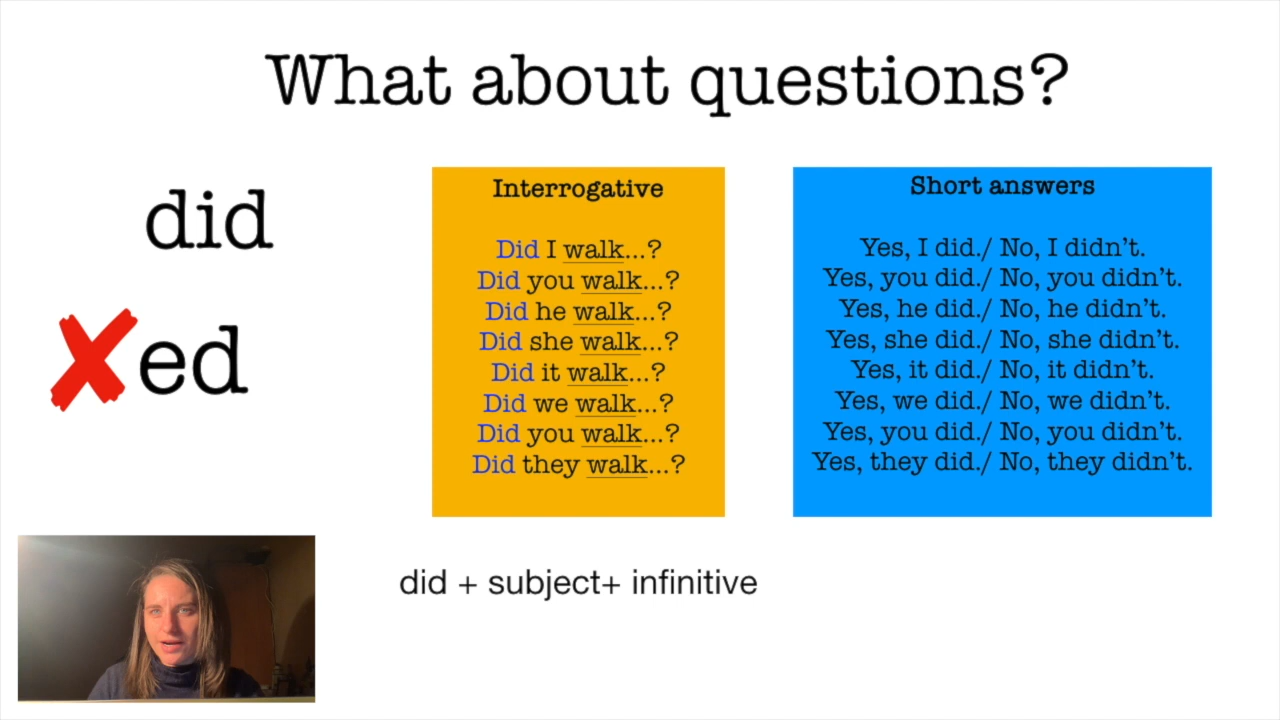 What about questions?
did
ed
Interrogative
Did I walk...?
Did you walk...?
Did he walk...?
Did she walk...?
Did it walk...?
Did we walk...?
Did you walk...?
Did they walk...?
Short answers
Yes, I did./ No, I didn't.
Yes, you did./ No, you didn't.
Yes, he did./ No, he didn't.
Yes, she did./ No, she didn't.
Yes, it did./ No, it didn't.
Yes, we did./ No, we didn't.
Yes, you did./ No, you didn't.
Yes, they did./ No, they didn't.
did + subject+ infinitive